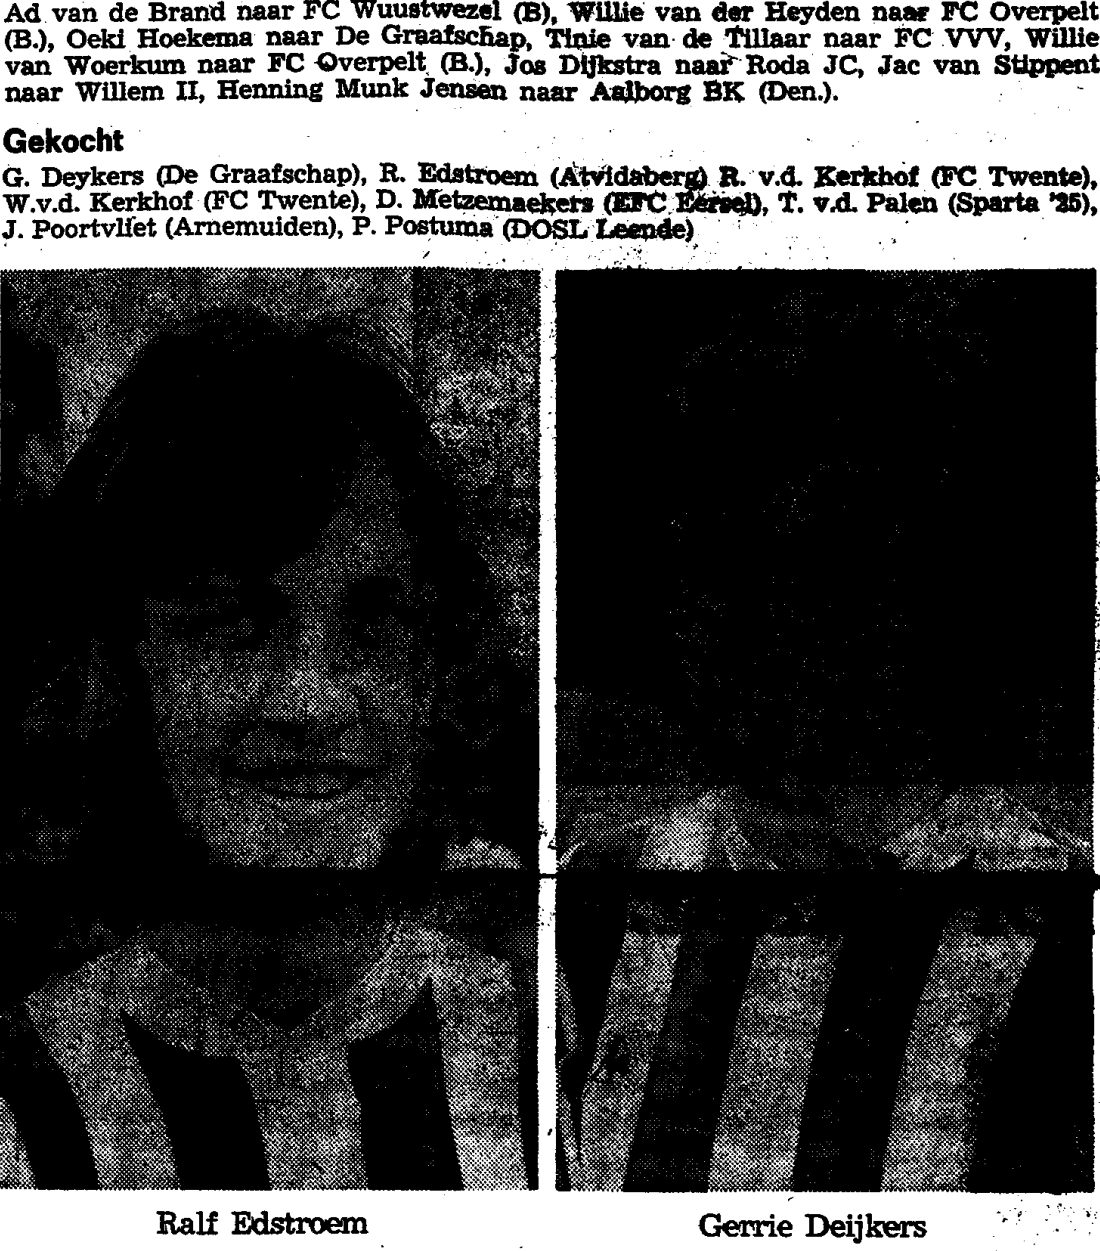 Ad van de Brand naar FC Wuustwezel (B), Willie van der Heyden naar FC Overpelt
(B.), Oeki Hoekema naar De Graafschap, Tinie van de Tillaar naar FC VVV, Willie
van Woerkum naar FC Overpelt (B.), Jos Dijkstra naar Roda JC, Jac van Stippent
naar Willem II, Henning Munk Jensen naar Aalborg BK (Den.).
Gekocht
G. Deykers (De Graafschap), R. Edstroem (Atvidaberg) R. v.d. Kerkhof (FC Twente),
W.v.d. Kerkhof (FC Twente), D. Metzemaekers (EFC Eersel), T. v.d. Palen (Sparta '25),
J. Poortvliet (Arnemuiden), P. Postuma (DOSL Leende)
Ralf Edstroem
Gerrie Deijkers